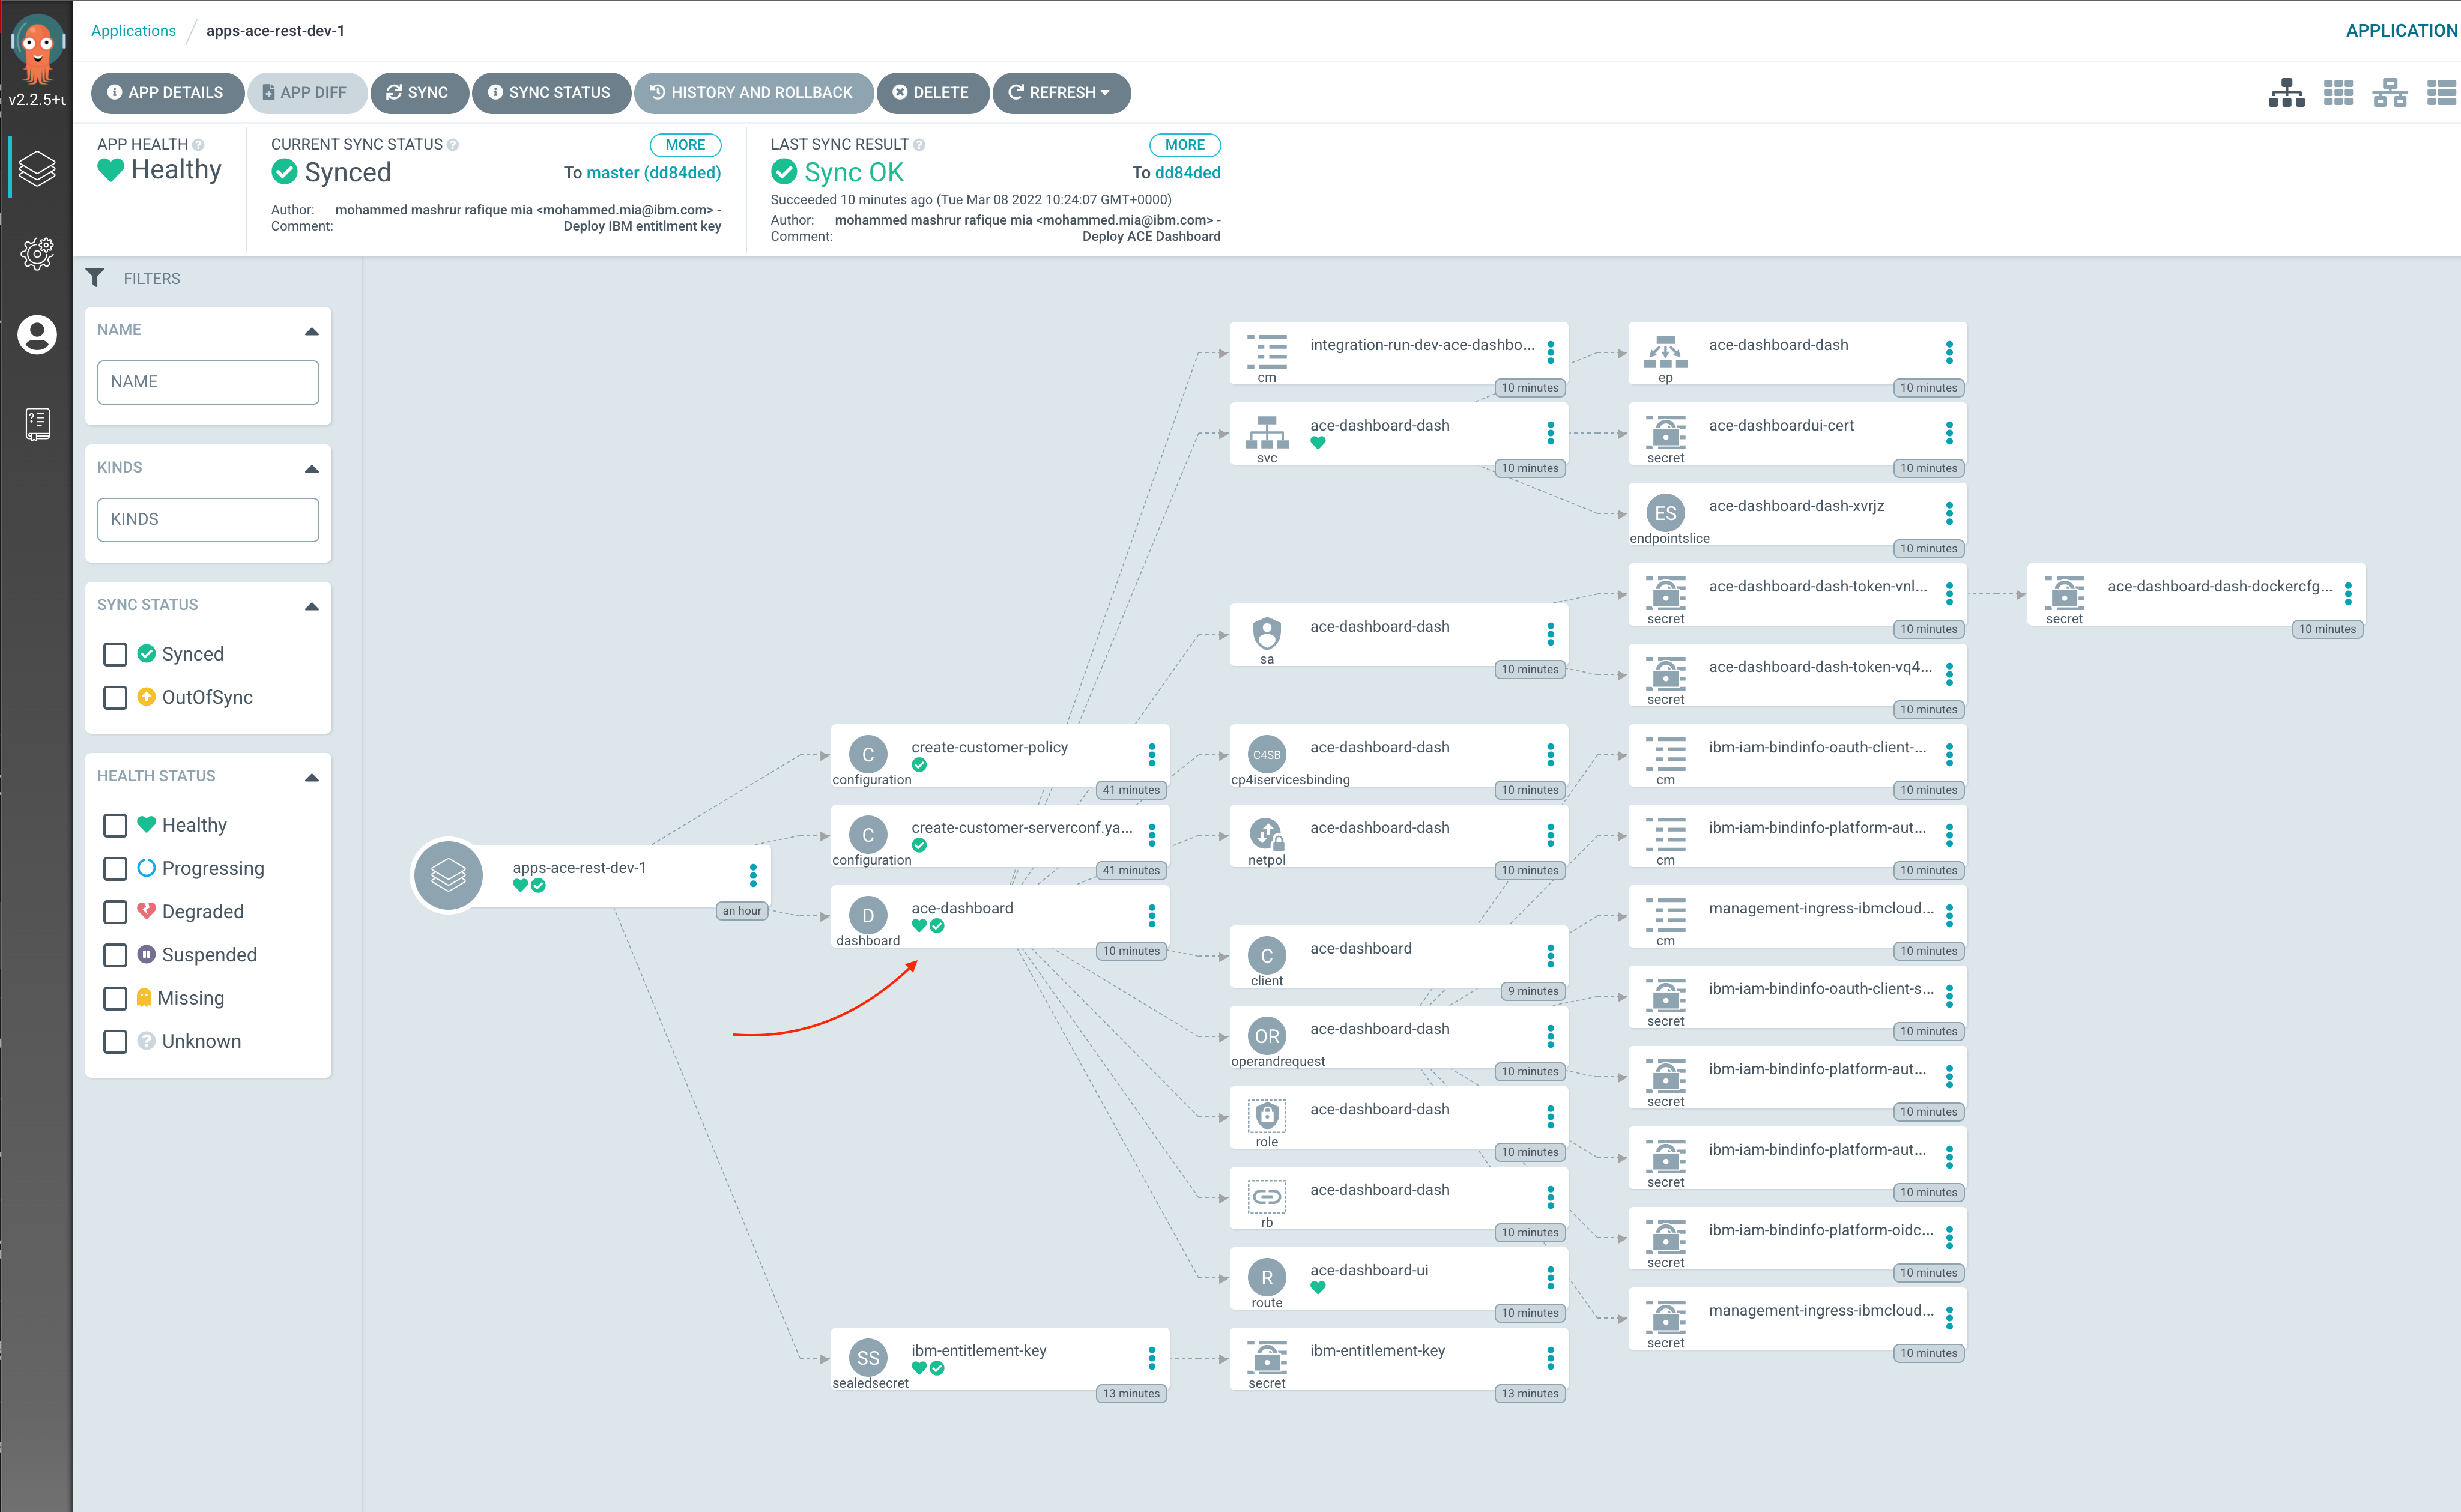 Applications / apps-ace-rest-dev-1
APPLICATION
v2.2.5+u
APP DETAILS
APP DIFF
SYNC
SYNC STATUS
HISTORY AND ROLLBACK
DELETE
REFRESH
APP HEALTH
Healthy
CURRENT SYNC STATUS
MORE
Synced
To master (dd84ded)
Author: mohammed mashrur rafique mia <mohammed.mia@ibm.com> -
Comment: Deploy IBM entitlment key
LAST SYNC RESULT
MORE
Sync OK
To dd84ded
Succeeded 10 minutes ago (Tue Mar 08 2022 10:24:07 GMT+0000)
Author: mohammed mashrur rafique mia <mohammed.mia@ibm.com> -
Comment: Deploy ACE Dashboard
FILTERS
NAME
NAME
KINDS
KINDS
SYNC STATUS
Synced
OutOfSync
HEALTH STATUS
Healthy
Progressing
Degraded
Suspended
Missing
Unknown
apps-ace-rest-dev-1
an hour
create-customer-policy
configuration
C
41 minutes
create-customer-serverconf.ya...
configuration
C
41 minutes
ace-dashboard
dashboard
D
10 minutes
ibm-entitlement-key
sealedsecret
SS
13 minutes
integration-run-dev-ace-dashbo...
cm
10 minutes
ace-dashboard-dash
svc
10 minutes
ace-dashboard-dash
sa
10 minutes
ace-dashboard-dash
C4SB
cp4iservicesbinding
10 minutes
ace-dashboard-dash
netpol
10 minutes
ace-dashboard
C
client
9 minutes
ace-dashboard-dash
OR
operandrequest
10 minutes
ace-dashboard-dash
role
10 minutes
ace-dashboard-dash
rb
10 minutes
ace-dashboard-ui
R
route
10 minutes
ibm-entitlement-key
secret
13 minutes
ace-dashboard-dash
ep
10 minutes
ace-dashboardui-cert
secret
10 minutes
ace-dashboard-dash-xvrjz
ES
endpointslice
10 minutes
ace-dashboard-dash-token-vnl...
secret
10 minutes
ace-dashboard-dash-token-vq4...
secret
10 minutes
ibm-iam-bindinfo-oauth-client-...
cm
10 minutes
ibm-iam-bindinfo-platform-aut...
cm
10 minutes
management-ingress-ibmcloud...
cm
10 minutes
ibm-iam-bindinfo-oauth-client-s...
secret
10 minutes
ibm-iam-bindinfo-platform-aut...
secret
10 minutes
ibm-iam-bindinfo-platform-aut...
secret
10 minutes
ibm-iam-bindinfo-platform-oidc...
secret
10 minutes
management-ingress-ibmcloud...
secret
10 minutes
ace-dashboard-dash-dockercfg...
secret
10 minutes